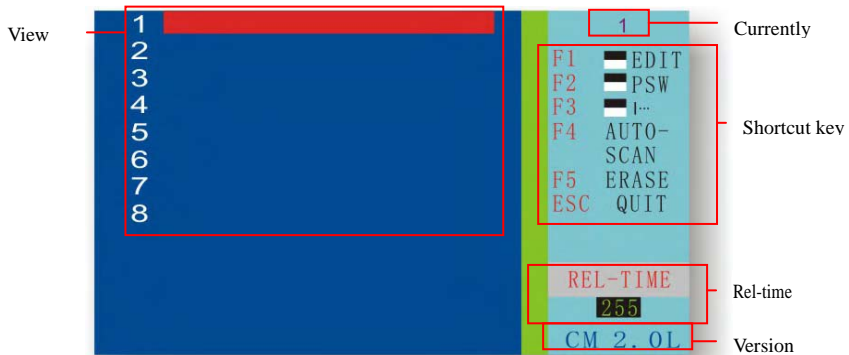 View
1
2
3
4
5
6
7
8
1
F1 EDIT
F2 PSW
F3 I…
F4 AUTO-
SCAN
F5 ERASE
ESC QUIT
REL-TIME
255
CM 2.0L
Currently
Shortcut key
Rel-time
Version